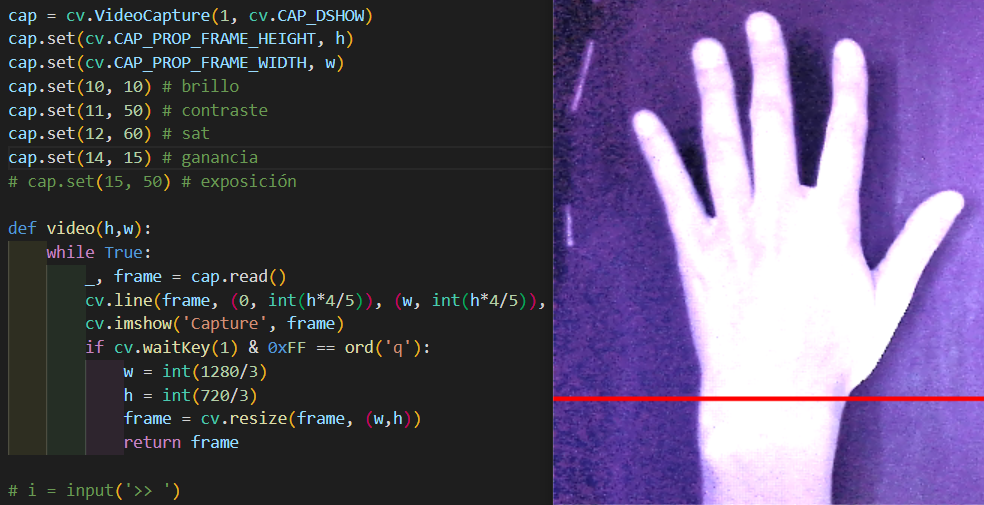 cap = cv.VideoCapture(1, cv.CAP_DSHOW)
cap.set(cv.CAP_PROP_FRAME_HEIGHT, h)
cap.set(cv.CAP_PROP_FRAME_WIDTH, w)
cap.set(10, 10) # brillo
cap.set(11, 50) # contraste
cap.set(12, 60) # sat
cap.set(14, 15) # ganancia
# cap.set(15, 50) # exposición
def video(h,w):
    while True:
        _, frame = cap.read()
        cv.line(frame, (0, int(h*4/5)), (w, int(h*4/5)),
        cv.imshow('Capture', frame)
        if cv.waitKey(1) & 0xFF == ord('q'):
            w = int(1280/3)
            h = int(720/3)
            frame = cv.resize(frame, (w,h))
            return frame
# i = input('>> ')